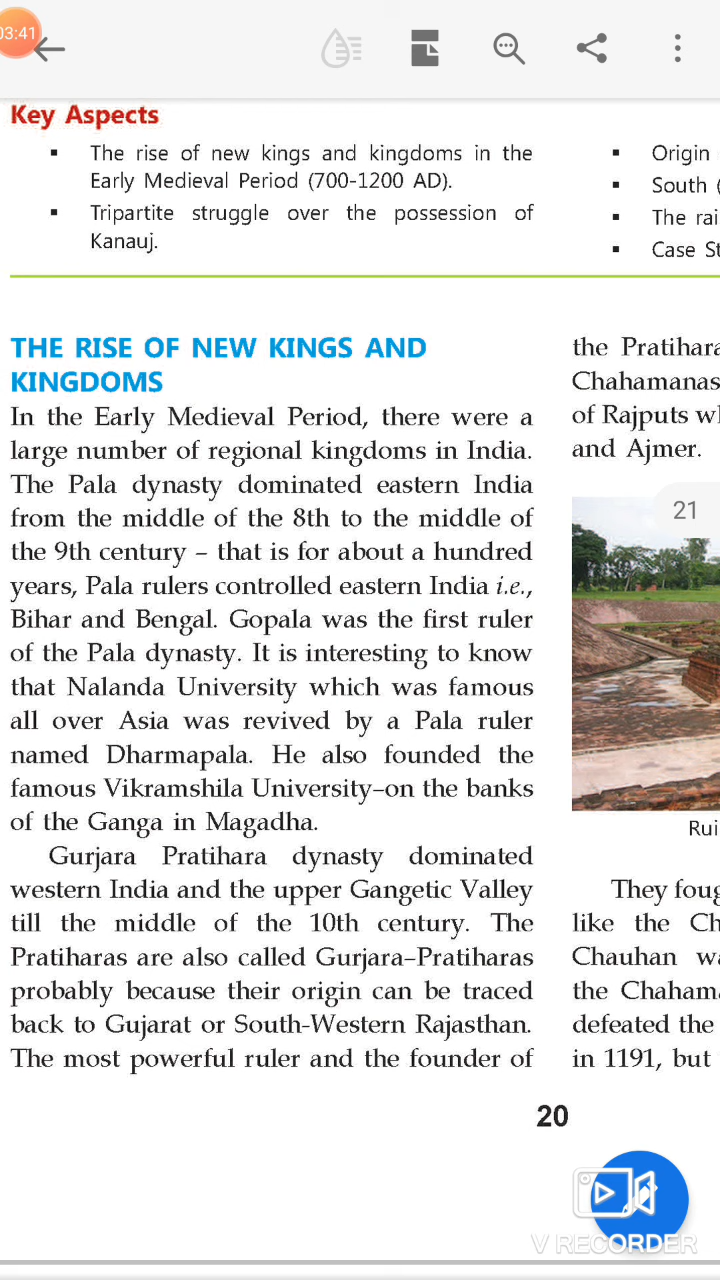 03:41
Key Aspects
▪ The rise of new kings and kingdoms in the
Early Medieval Period (700-1200 AD).
▪ Tripartite struggle over the possession of
Kanauj.
▪ Origin
▪ South (
▪ The rai
▪ Case St
THE RISE OF NEW KINGS AND
KINGDOMS
In the Early Medieval Period, there were a
large number of regional kingdoms in India.
The Pala dynasty dominated eastern India
from the middle of the 8th to the middle of
the 9th century – that is for about a hundred
years, Pala rulers controlled eastern India i.e.,
Bihar and Bengal. Gopala was the first ruler
of the Pala dynasty. It is interesting to know
that Nalanda University which was famous
all over Asia was revived by a Pala ruler
named Dharmapala. He also founded the
famous Vikramshila University–on the banks
of the Ganga in Magadha.
Gurjara Pratihara dynasty dominated
western India and the upper Gangetic Valley
till the middle of the 10th century. The
Pratiharas are also called Gurjara–Pratiharas
probably because their origin can be traced
back to Gujarat or South-Western Rajasthan.
The most powerful ruler and the founder of
the Pratihara
Chahamanas
of Rajputs wh
and Ajmer.
21
Rui
They foug
like the Ch
Chauhan wa
the Chahama
defeated the
in 1191, but
20
V RECORDER